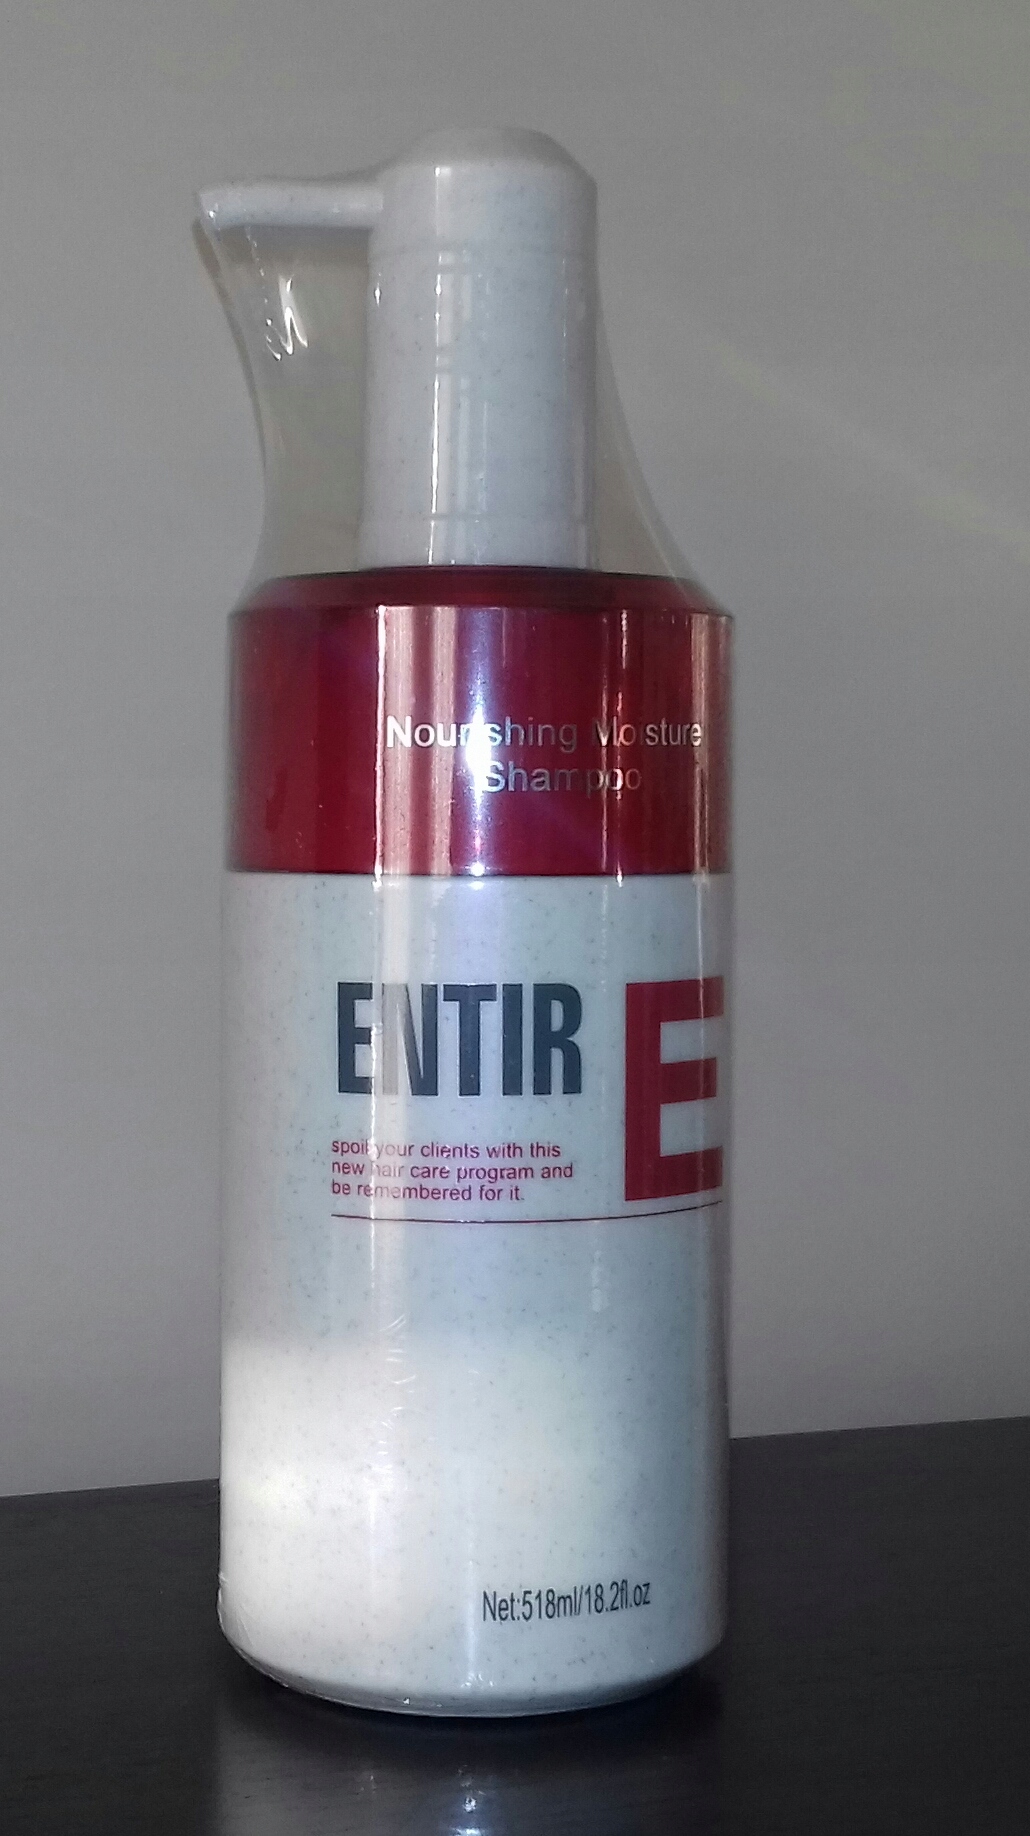 Nourishing Moisture
Shampoo
ENTIR E
spoil your clients with this
new hair care program and
be remembered for it.
Net:518ml/18.2fl.oz